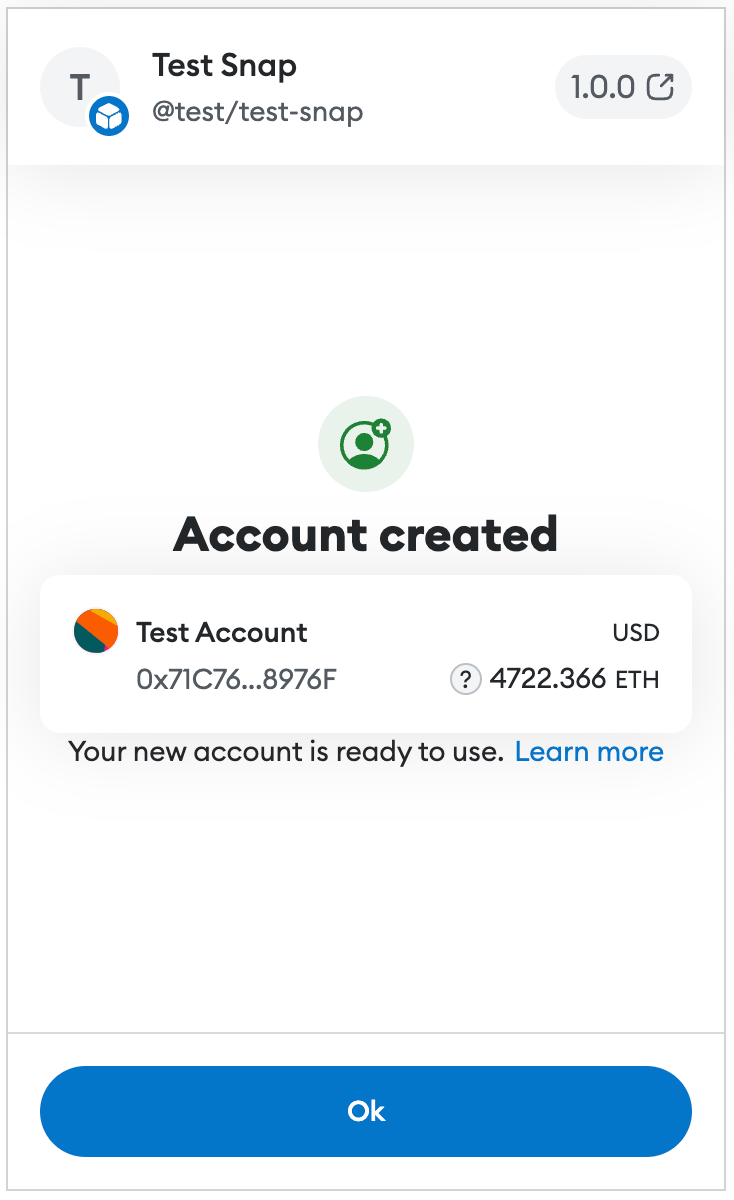 T
Test Snap
@test/test-snap
1.0.0
Account created
Test Account
USD
0x71C76...8976F
? 4722.366 ETH
Your new account is ready to use. Learn more
Ok